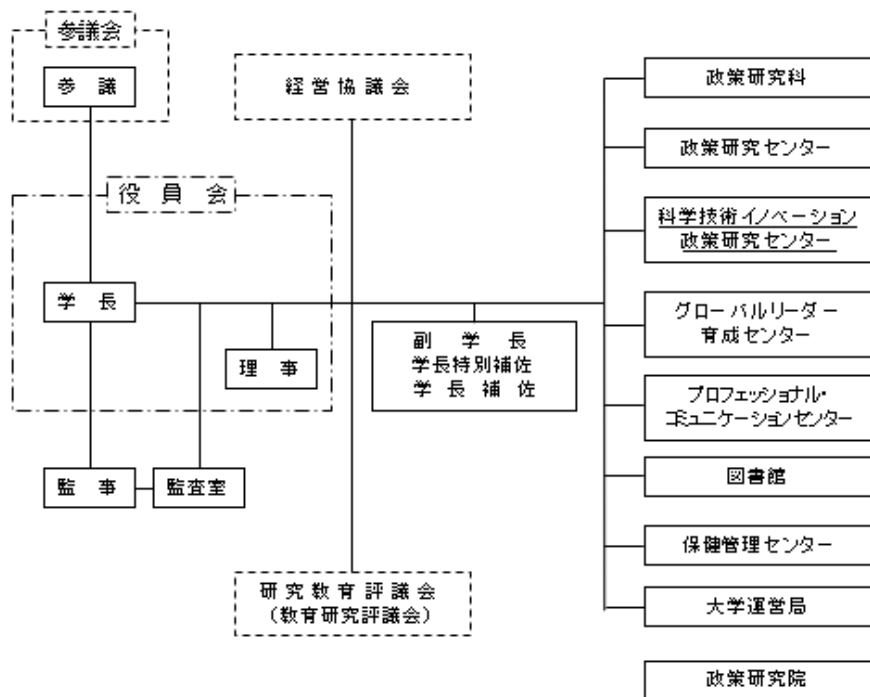 参議会
参議
経営協議会
役員会
学長
理事
副学長
学長特別補佐
学長補佐
監事
監査室
研究教育評議会
(教育研究評議会)
政策研究科
政策研究センター
科学技術イノベーション
政策研究センター
グローバルリーダー
育成センター
プロフェッショナル・
コミュニケーションセンター
図書館
保健管理センター
大学運営局
政策研究院